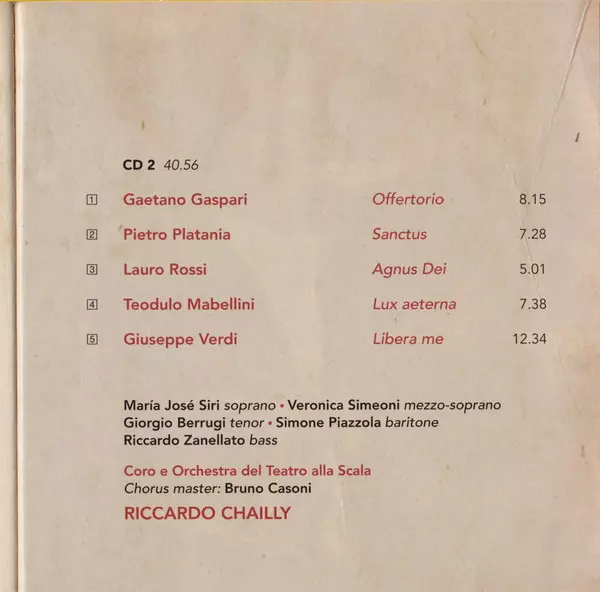 CD 2 40.56
1 Gaetano Gaspari Offertorio 8.15
2 Pietro Platania Sanctus 7.28
3 Lauro Rossi Agnus Dei 5.01
4 Teodulo Mabellini Lux aeterna 7.38
5 Giuseppe Verdi Libera me 12.34
María José Siri soprano • Veronica Simeoni mezzo-soprano
Giorgio Berrugi tenor • Simone Piazzola baritone
Riccardo Zanellato bass
Coro e Orchestra del Teatro alla Scala
Chorus master: Bruno Casoni
RICCARDO CHAILLY